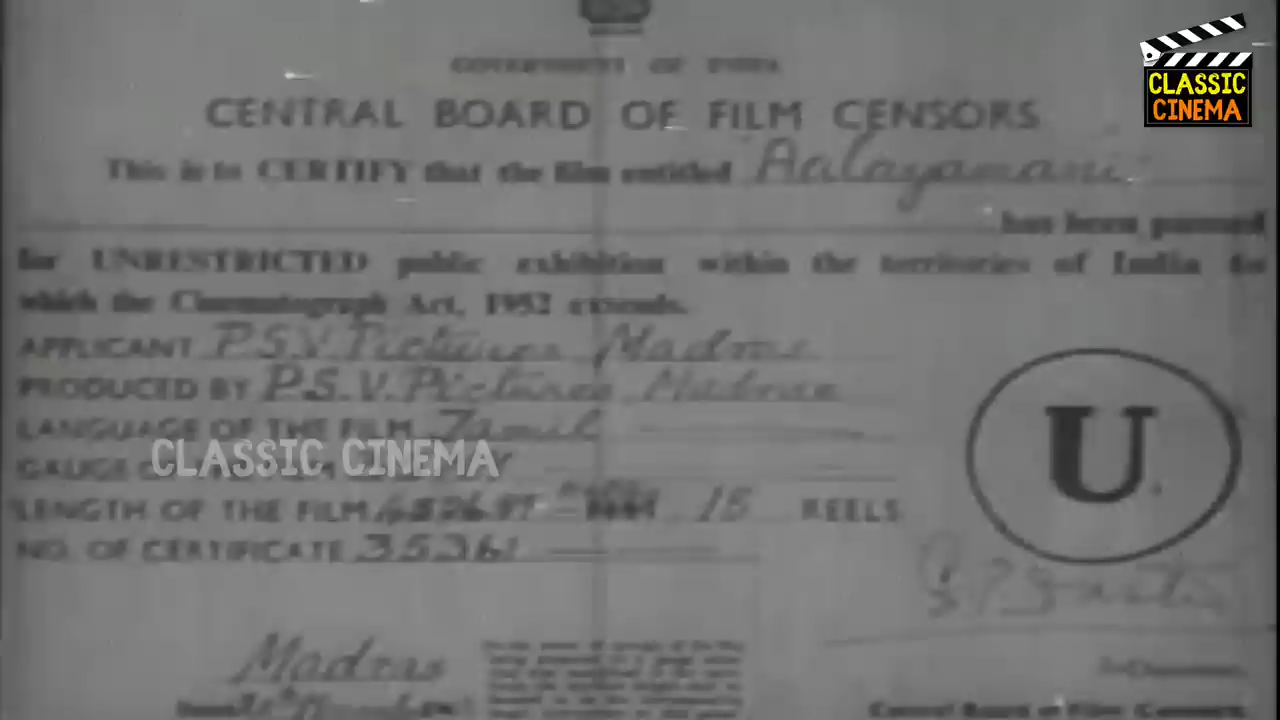 GOVERNMENT OF INDIA
CENTRAL BOARD OF FILM CENSORS
This is to CERTIFY that the film entitled "Aalayamani"
has been passed
for UNRESTRICTED public exhibition within the territories of India to
which the Cinematograph Act, 1952 extends.
APPLICANT P.S.V. Pictures, Madras
PRODUCED BY P.S.V. Pictures, Madras
LANGUAGE OF THE FILM Tamil
GAUGE
LENGTH OF THE FILM 15 REELS
NO. OF CERTIFICATE 35361
U
Madras
Central Board of Film Censors.
CLASSIC CINEMA
CLASSIC
CINEMA